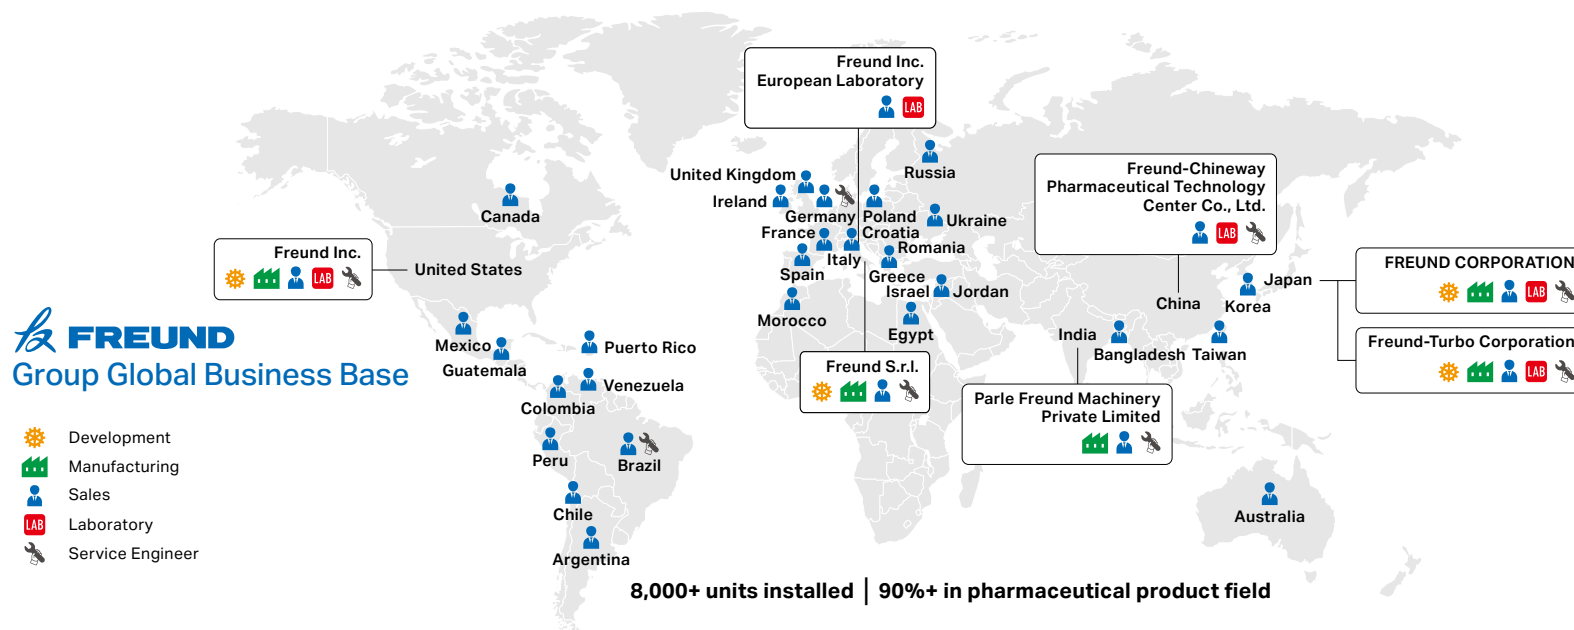 Freund Inc.
European Laboratory
LAB
Russia
United Kingdom
Ireland
Germany
Poland
Ukraine
France
Croatia
Romania
Italy
Spain
Greece
Israel
Jordan
Morocco
Egypt
Freund-Chineway
Pharmaceutical Technology
Center Co., Ltd.
LAB
Canada
Freund Inc.
LAB
United States
China
Korea
Japan
FREUND CORPORATION
LAB
Freund-Turbo Corporation
LAB
FREUND
Group Global Business Base
Mexico
Guatemala
Puerto Rico
Venezuela
Colombia
Peru
Brazil
Chile
Argentina
Freund S.r.l.
India
Bangladesh
Taiwan
Parle Freund Machinery
Private Limited
Australia
Development
Manufacturing
Sales
LAB
Laboratory
Service Engineer
8,000+ units installed | 90%+ in pharmaceutical product field